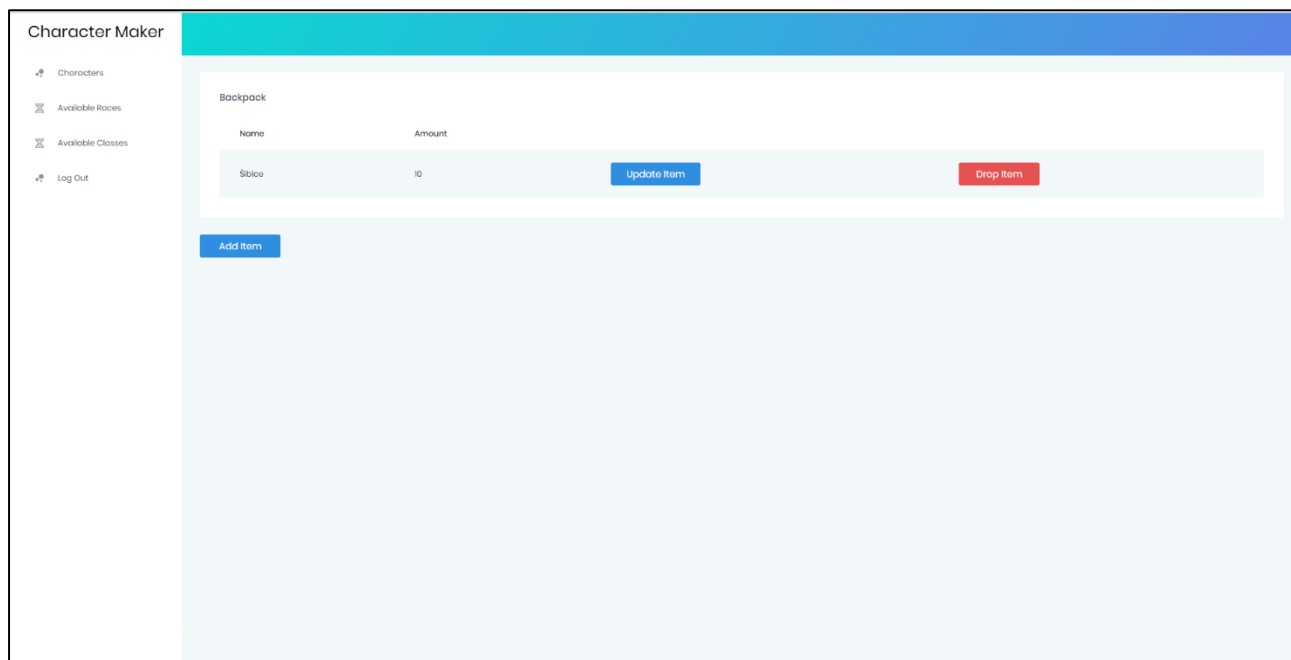 Character Maker
Characters
Available Races
Available Classes
Log Out
Backpack
Name Amount
Šibice 10 Update Item Drop Item
Add Item